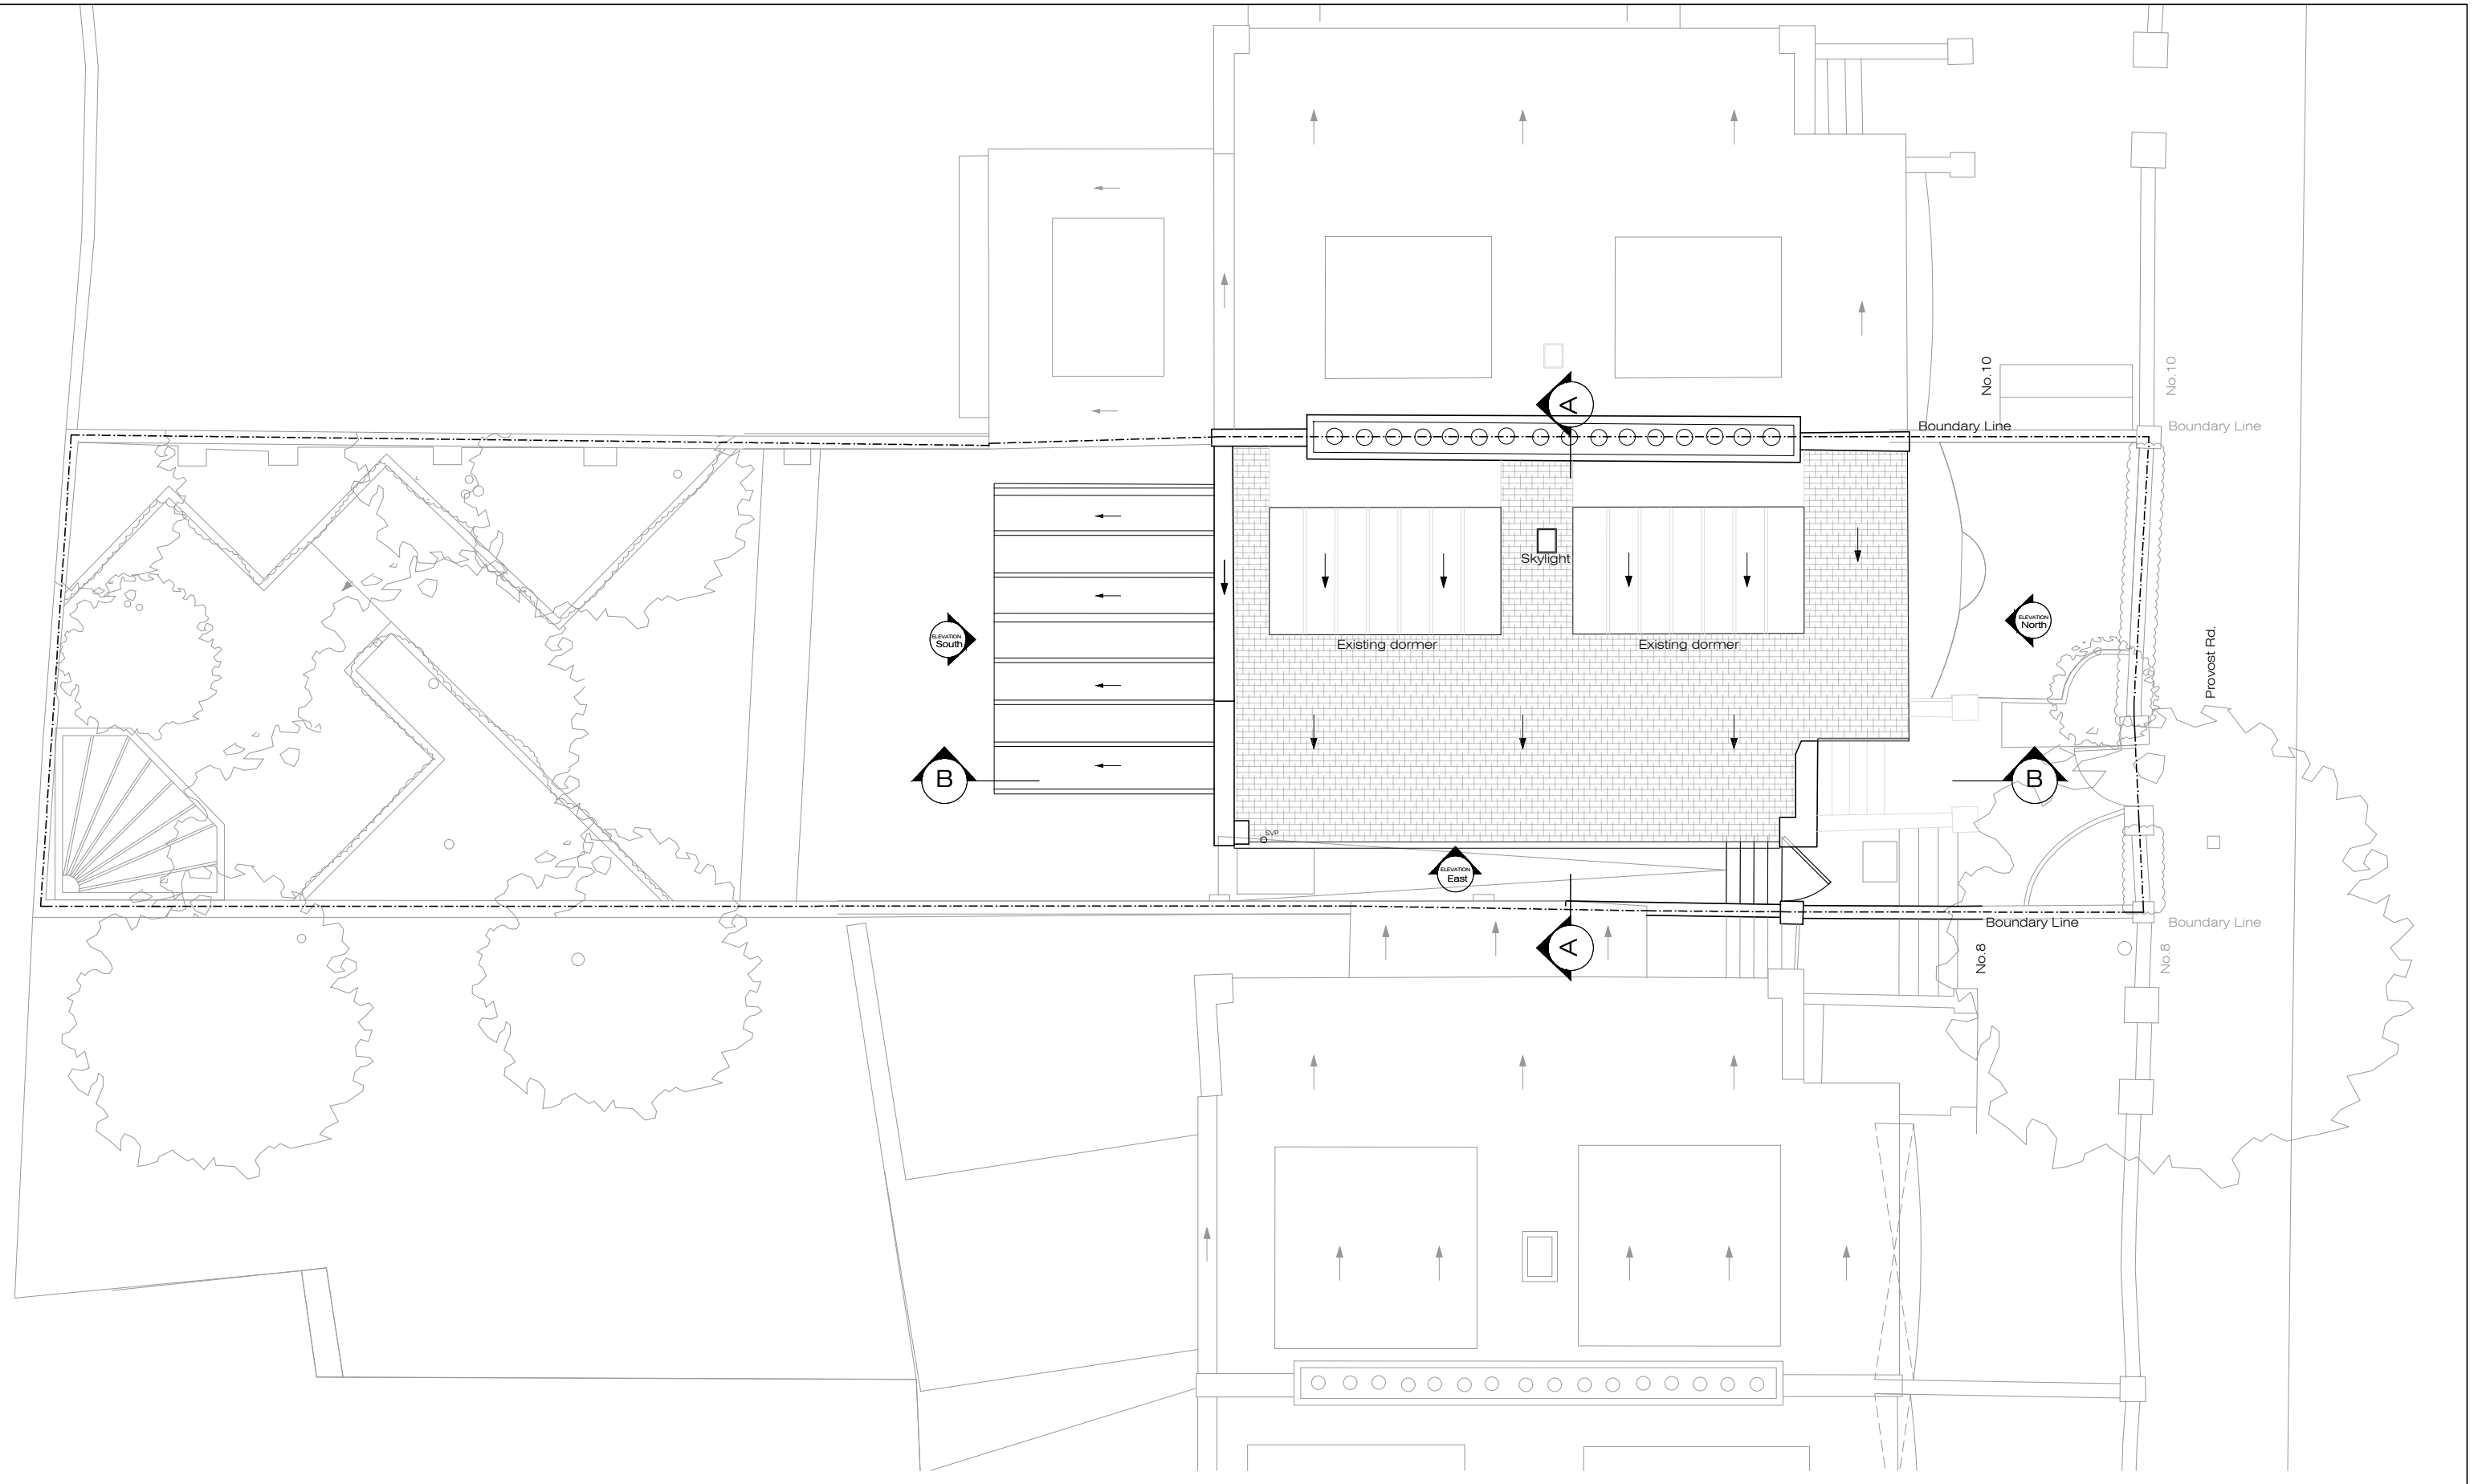 A
No.10
No.10
Boundary Line
Boundary Line
Skylight
ELEVATION
South
ELEVATION
North
Existing dormer
Existing dormer
Provost Rd.
B
B
SVP
ELEVATION
East
Boundary Line
Boundary Line
A
No.8
No.8